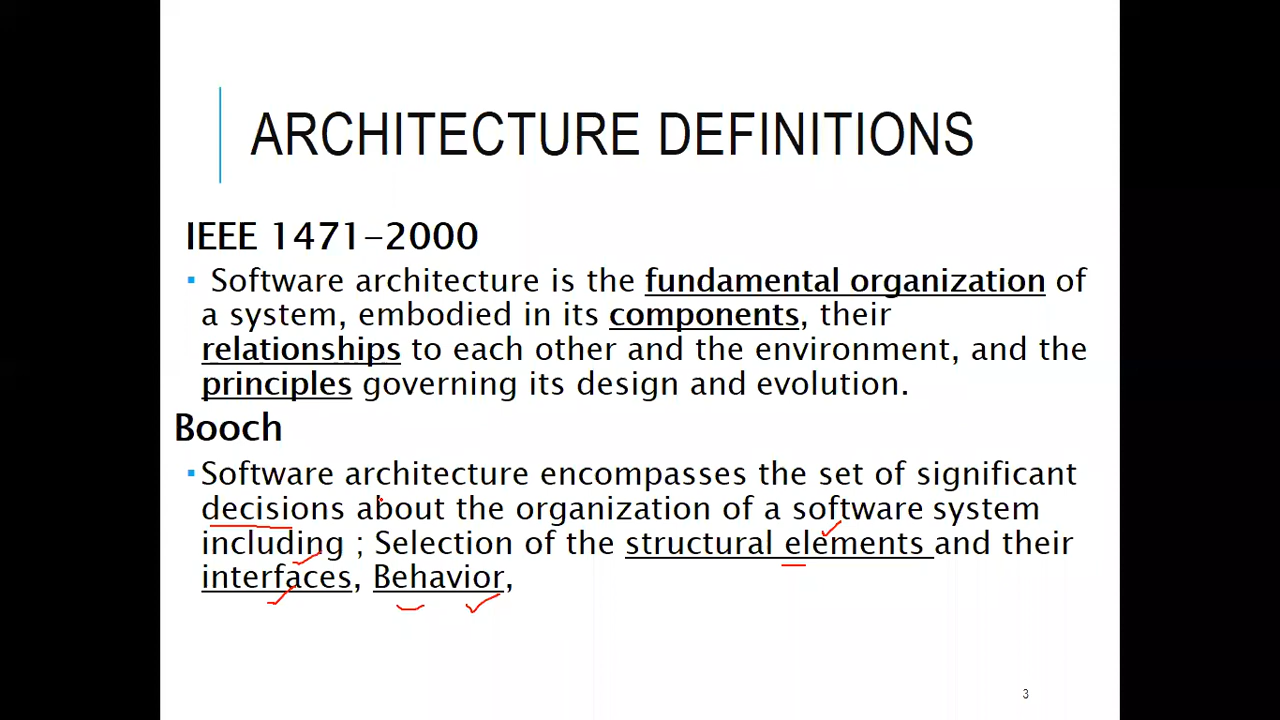 ARCHITECTURE DEFINITIONS
IEEE 1471-2000
▪ Software architecture is the fundamental organization of
a system, embodied in its components, their
relationships to each other and the environment, and the
principles governing its design and evolution.
Booch
▪ Software architecture encompasses the set of significant
decisions about the organization of a software system
including ; Selection of the structural elements and their
interfaces, Behavior,
3